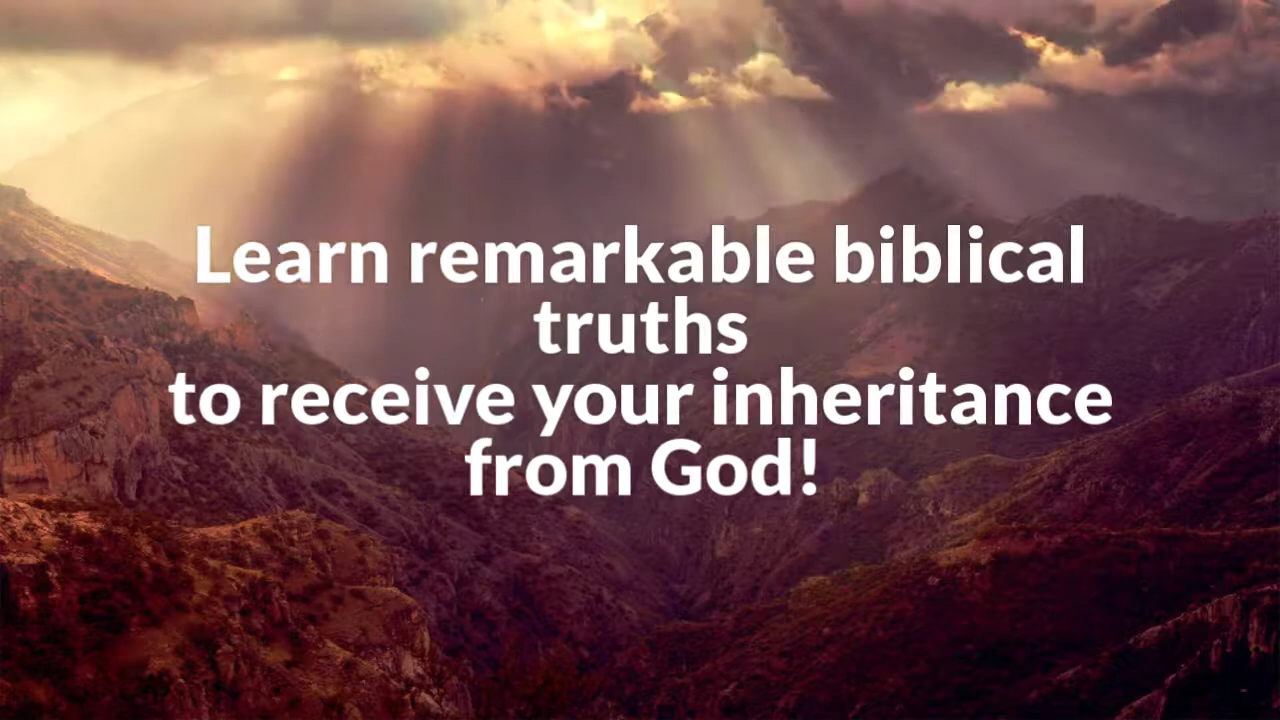 Learn remarkable biblical
truths
to receive your inheritance
from God!